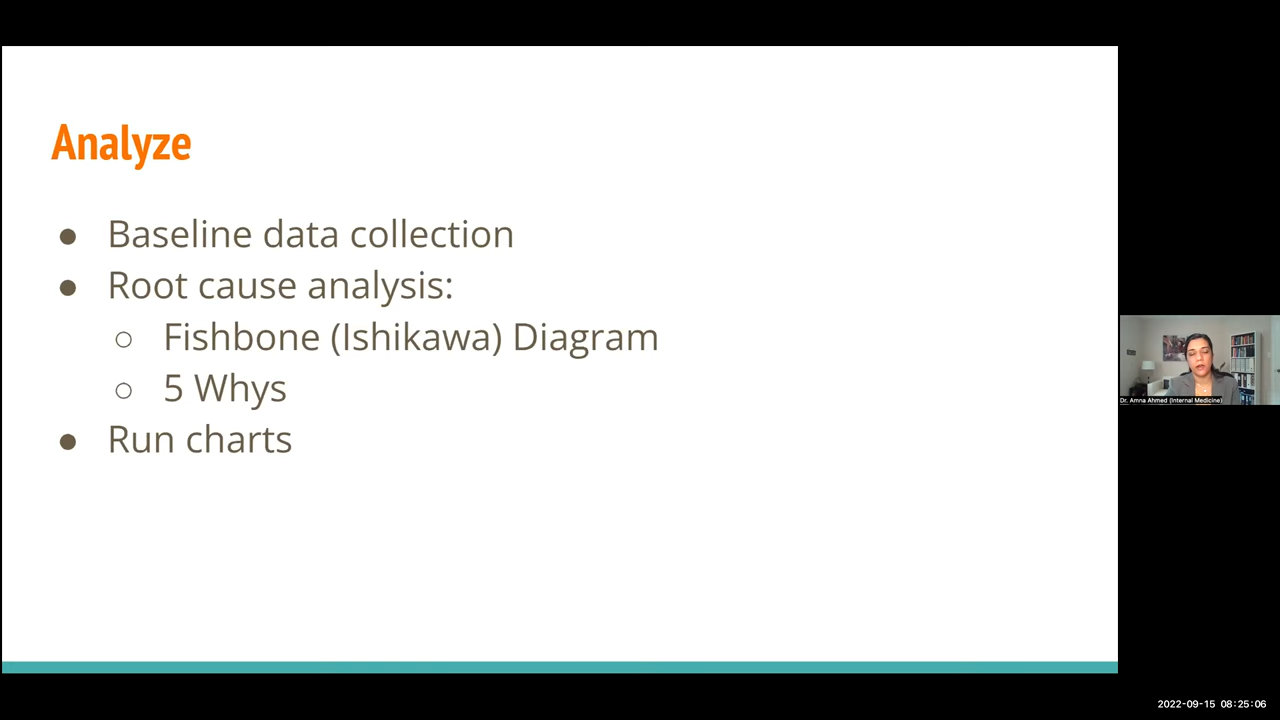 Analyze
● Baseline data collection
● Root cause analysis:
○ Fishbone (Ishikawa) Diagram
○ 5 Whys
● Run charts
Dr. Amna Ahmed (Internal Medicine)
2022-09-15 08:25:06